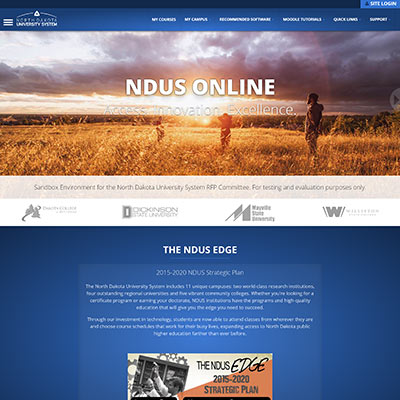 SITE LOGIN
NORTH DAKOTA
UNIVERSITY SYSTEM
MY COURSES
MY CAMPUS
RECOMMENDED SOFTWARE
MOODLE TUTORIALS
QUICK LINKS
SUPPORT
NDUS ONLINE
Access. Innovation. Excellence.
Sandbox Environment for the North Dakota University System RFP Committee. For testing and evaluation purposes only
DAKOTA COLLEGE
DICKINSON
STATE UNIVERSITY
Mayville
State
University
WILLISTON
THE NDUS EDGE
2015-2020 NDUS Strategic Plan
The North Dakota University System includes 11 unique campuses: two world-class research institutions,
four outstanding regional universities and five vibrant community colleges. Whether you're looking for a
certificate program or earning your doctorate, NDUS institutions have the programs and high-quality
education that will give you the edge you need to succeed.
Through our investment in technology, students are now able to attend classes from wherever they are
and choose course schedules that work for their busy lives, expanding access to North Dakota public
higher education farther than ever before.
THE NDUS EDGE
2015-2020
STRATEGIC PLAN